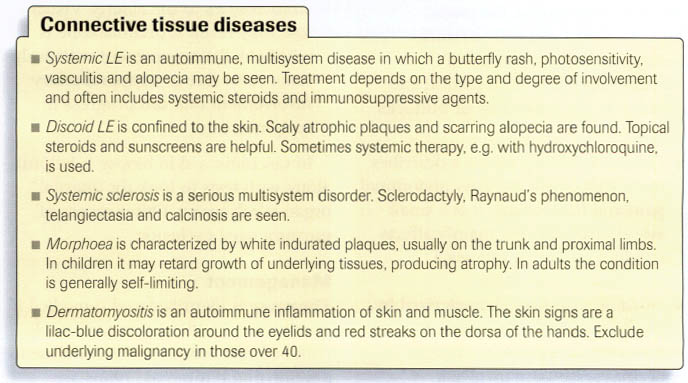 Connective tissue diseases
■ Systemic LE is an autoimmune, multisystem disease in which a butterfly rash, photosensitivity,
vasculitis and alopecia may be seen. Treatment depends on the type and degree of involvement
and often includes systemic steroids and immunosuppressive agents.
■ Discoid LE is confined to the skin. Scaly atrophic plaques and scarring alopecia are found. Topical
steroids and sunscreens are helpful. Sometimes systemic therapy, e.g. with hydroxychloroquine,
is used.
■ Systemic sclerosis is a serious multisystem disorder. Sclerodactyly, Raynaud's phenomenon,
telangiectasia and calcinosis are seen.
■ Morphoea is characterized by white indurated plaques, usually on the trunk and proximal limbs.
In children it may retard growth of underlying tissues, producing atrophy. In adults the condition
is generally self-limiting.
■ Dermatomyositis is an autoimmune inflammation of skin and muscle. The skin signs are a
lilac-blue discoloration around the eyelids and red streaks on the dorsa of the hands. Exclude
underlying malignancy in those over 40.